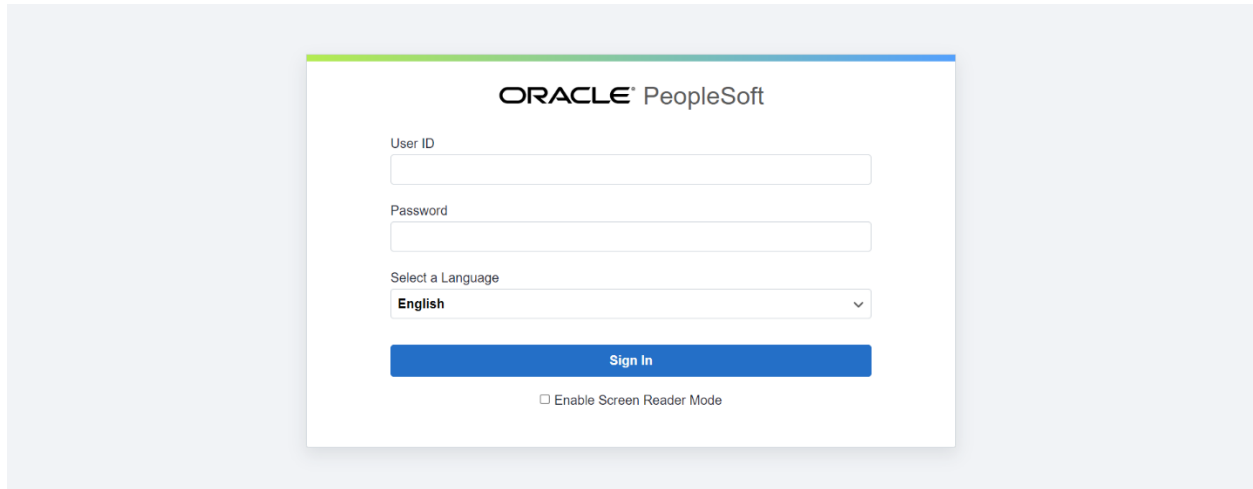 ORACLE® PeopleSoft
User ID
Password
Select a Language
English
Sign In
Enable Screen Reader Mode